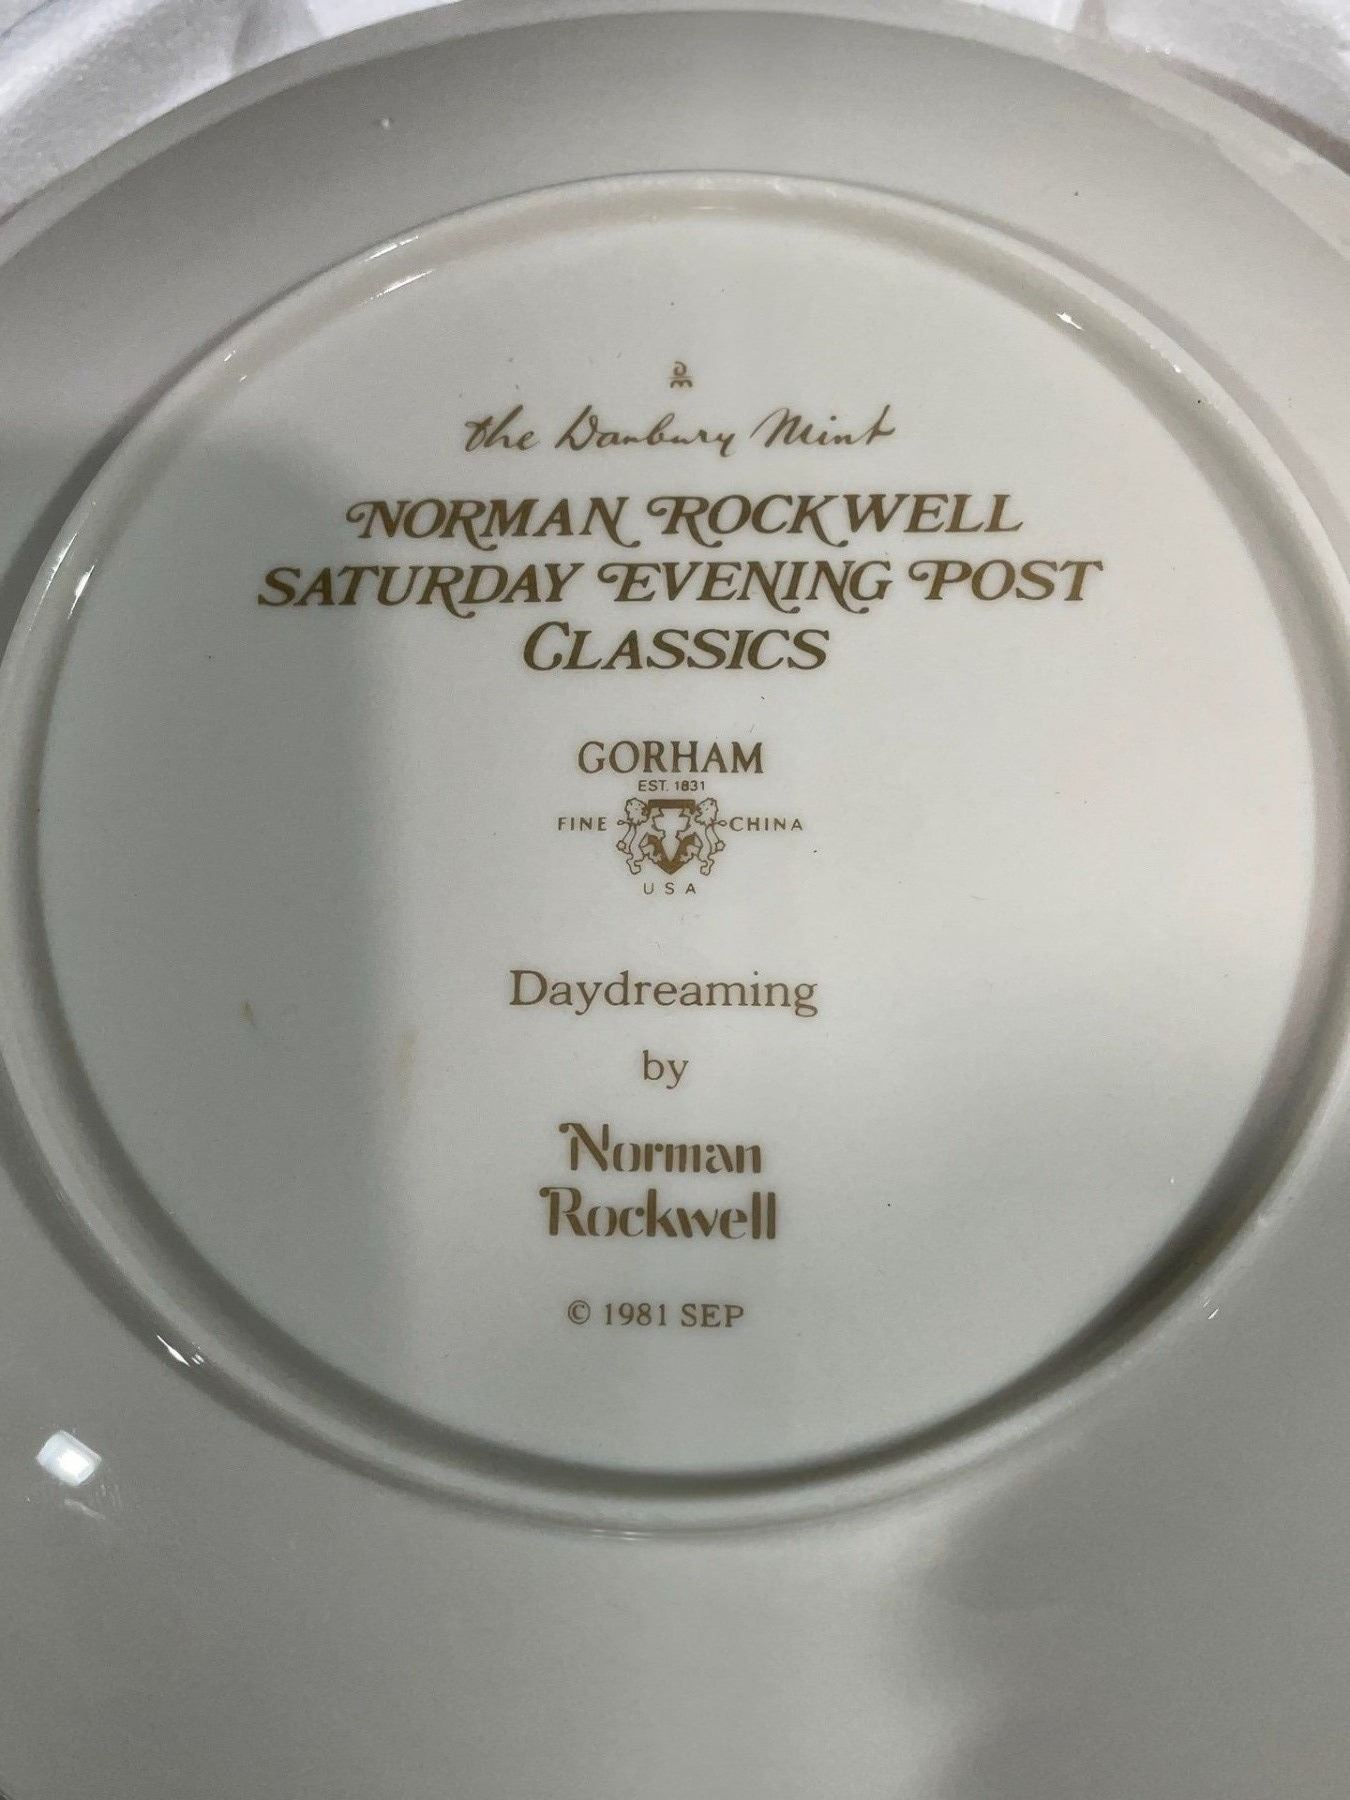 dm
the Danbury Mint
NORMAN ROCKWELL
SATURDAY EVENING POST
CLASSICS
GORHAM
EST. 1831
FINE CHINA
USA
Daydreaming
by
Norman
Rockwell
© 1981 SEP